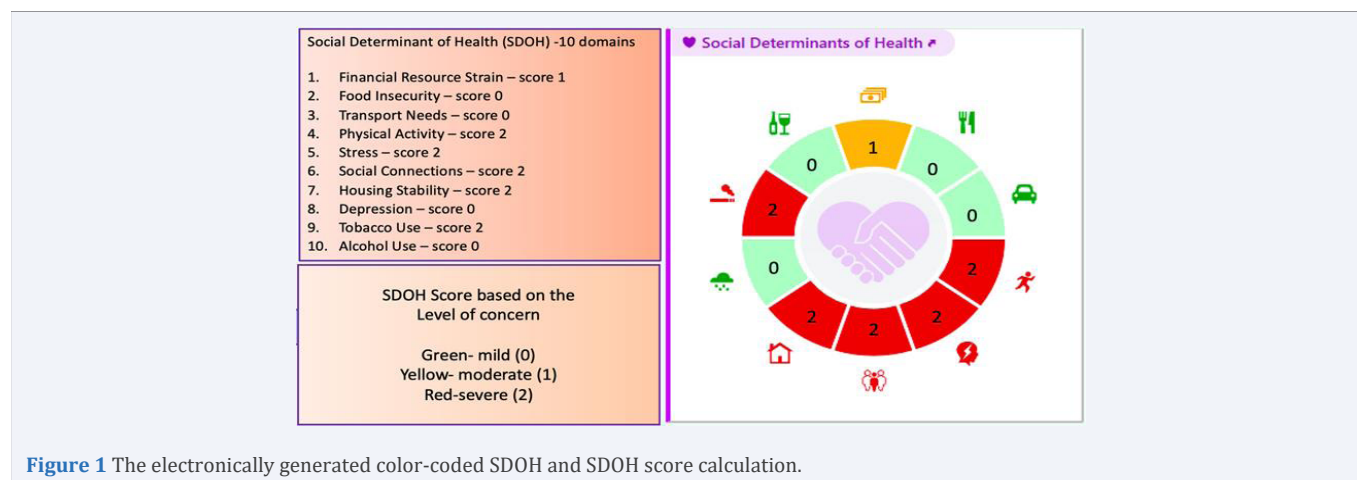 Social Determinant of Health (SDOH) -10 domains
1. Financial Resource Strain – score 1
2. Food Insecurity – score 0
3. Transport Needs – score 0
4. Physical Activity – score 2
5. Stress – score 2
6. Social Connections – score 2
7. Housing Stability – score 2
8. Depression – score 0
9. Tobacco Use – score 2
10. Alcohol Use – score 0
SDOH Score based on the
Level of concern
Green- mild (0)
Yellow- moderate (1)
Red-severe (2)
Social Determinants of Health
1
0
0
2
2
2
2
0
2
0
Figure 1 The electronically generated color-coded SDOH and SDOH score calculation.